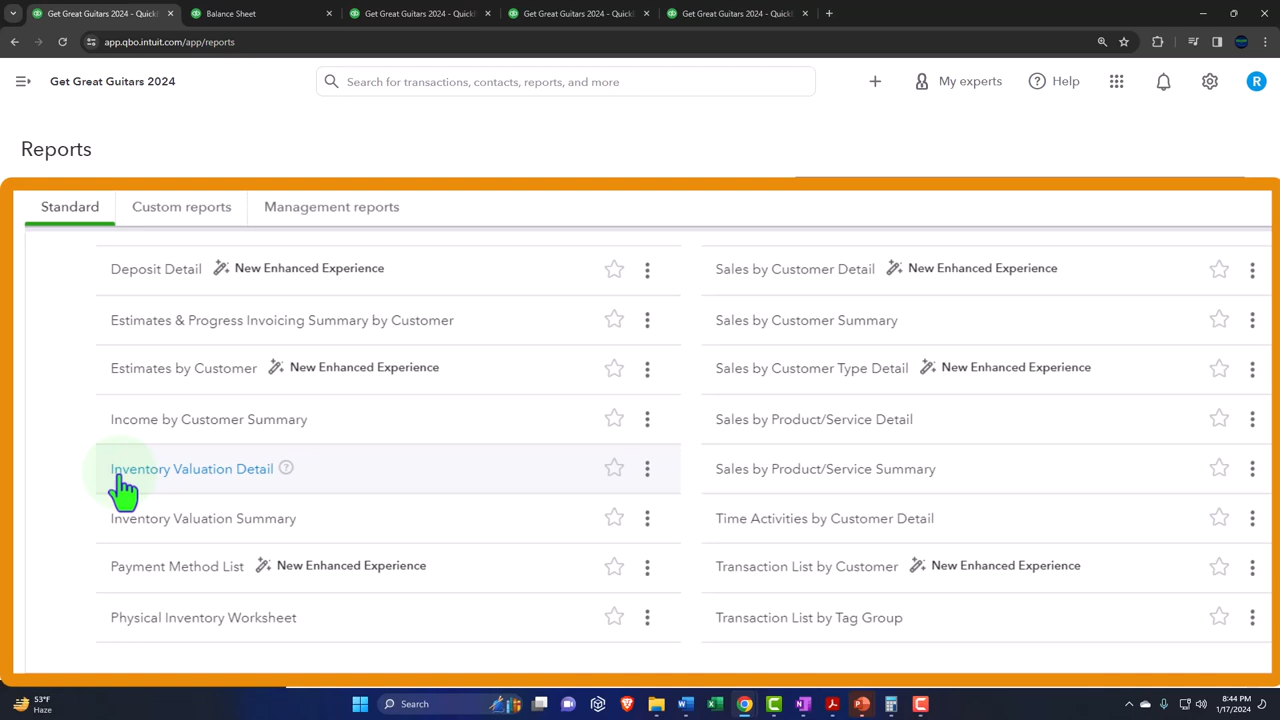 Get Great Guitars 2024 - Quickl
Balance Sheet
Get Great Guitars 2024 - Quickl
Get Great Guitars 2024 - Quickl
Get Great Guitars 2024 - Quickl
app.qbo.intuit.com/app/reports
Get Great Guitars 2024
Search for transactions, contacts, reports, and more
My experts
Help
R
Reports
Standard
Custom reports
Management reports
Deposit Detail New Enhanced Experience
Sales by Customer Detail New Enhanced Experience
Estimates & Progress Invoicing Summary by Customer
Sales by Customer Summary
Estimates by Customer New Enhanced Experience
Sales by Customer Type Detail New Enhanced Experience
Income by Customer Summary
Sales by Product/Service Detail
Inventory Valuation Detail
Sales by Product/Service Summary
Inventory Valuation Summary
Time Activities by Customer Detail
Payment Method List New Enhanced Experience
Transaction List by Customer New Enhanced Experience
Physical Inventory Worksheet
Transaction List by Tag Group
53°F
Haze
Search
8:44 PM
1/17/2024